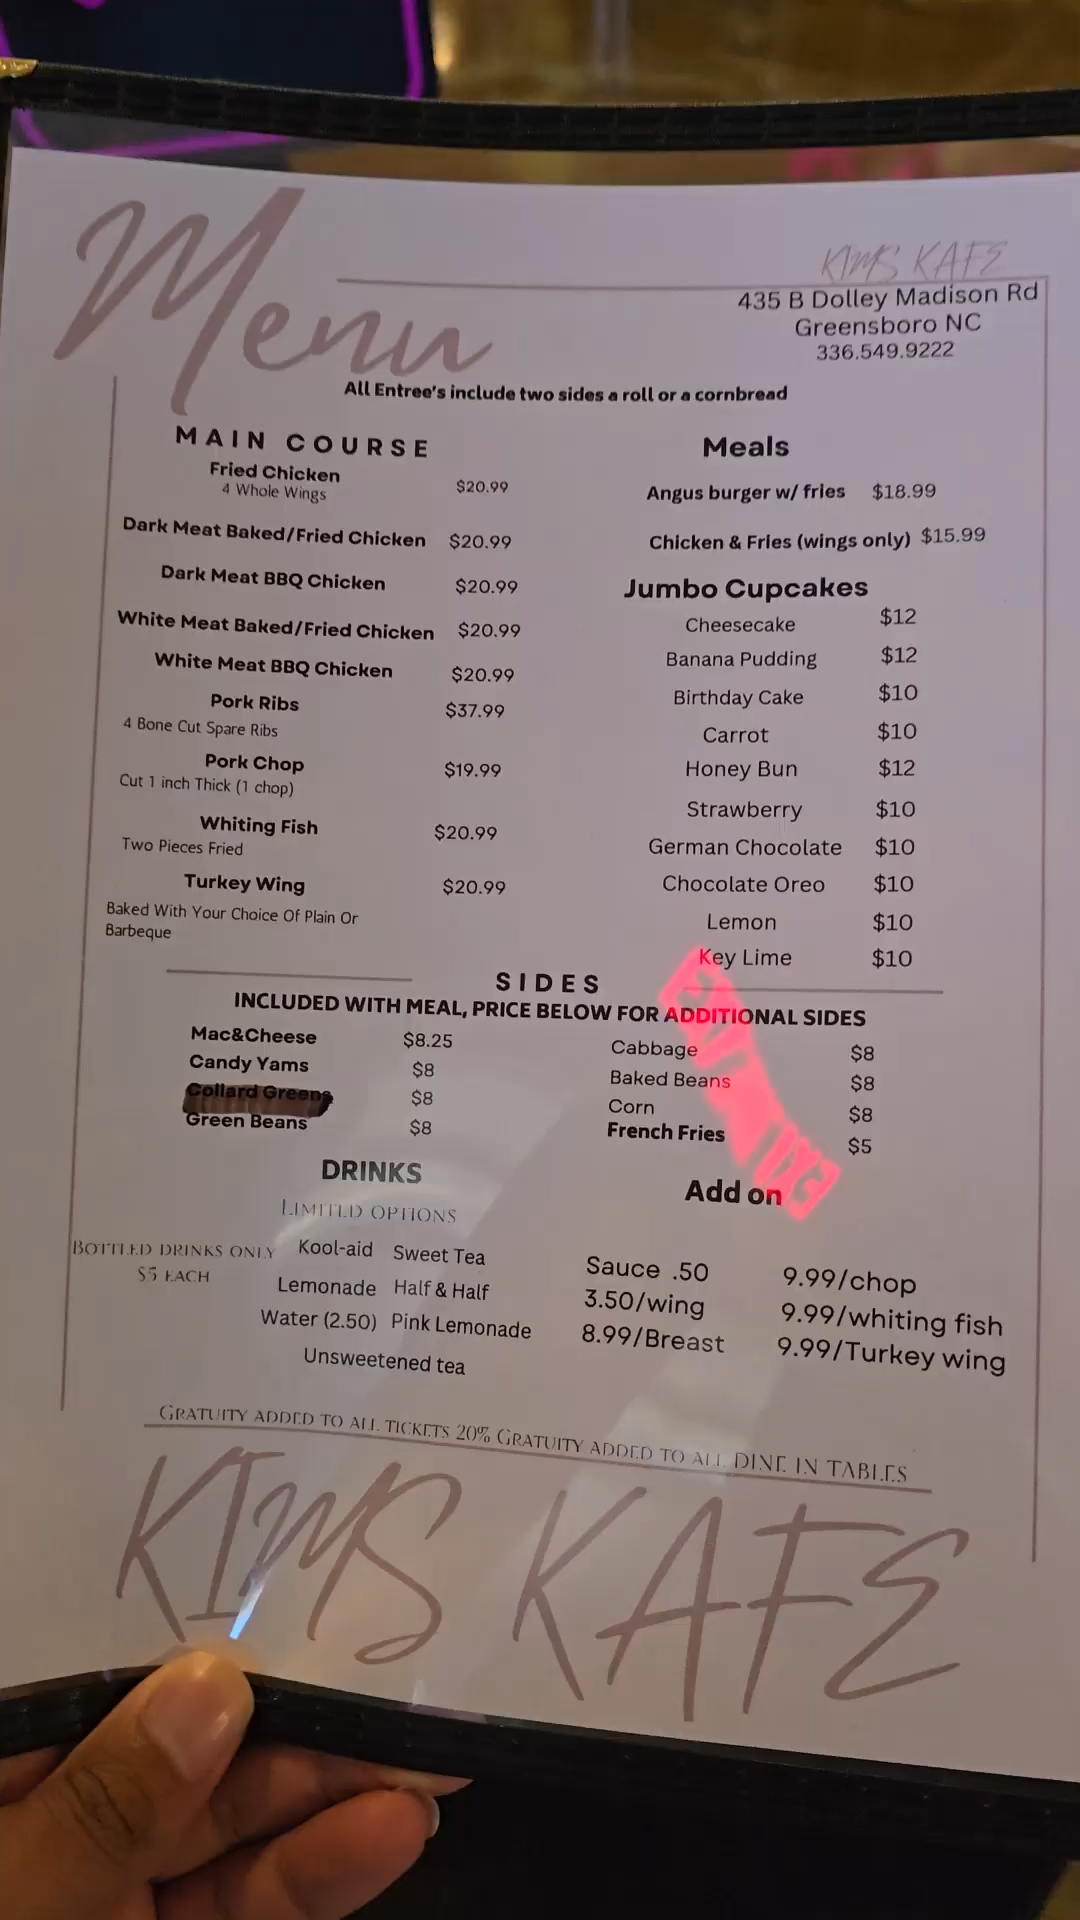 Menu
KIMS KAFE
435 B Dolley Madison Rd
Greensboro NC
336.549.9222
All Entree's include two sides a roll or a cornbread
MAIN COURSE
Fried Chicken $20.99
4 Whole Wings
Dark Meat Baked/Fried Chicken $20.99
Dark Meat BBQ Chicken $20.99
White Meat Baked/Fried Chicken $20.99
White Meat BBQ Chicken $20.99
Pork Ribs $37.99
4 Bone Cut Spare Ribs
Pork Chop $19.99
Cut 1 inch Thick (1 chop)
Whiting Fish $20.99
Two Pieces Fried
Turkey Wing $20.99
Baked With Your Choice Of Plain Or
Barbeque
Meals
Angus burger w/ fries $18.99
Chicken & Fries (wings only) $15.99
Jumbo Cupcakes
Cheesecake $12
Banana Pudding $12
Birthday Cake $10
Carrot $10
Honey Bun $12
Strawberry $10
German Chocolate $10
Chocolate Oreo $10
Lemon $10
Key Lime $10
SIDES
INCLUDED WITH MEAL, PRICE BELOW FOR ADDITIONAL SIDES
Mac&Cheese $8.25
Candy Yams $8
Collard Greens $8
Green Beans $8
Cabbage $8
Baked Beans $8
Corn $8
French Fries $5
DRINKS
LIMITED OPTIONS
BOTTLED DRINKS ONLY
$5 EACH
Kool-aid Sweet Tea
Lemonade Half & Half
Water (2.50) Pink Lemonade
Unsweetened tea
Add on
Sauce .50 9.99/chop
3.50/wing 9.99/whiting fish
8.99/Breast 9.99/Turkey wing
GRATUITY ADDED TO ALL TICKETS 20% GRATUITY ADDED TO ALL DINE IN TABLES
KIMS KAFE